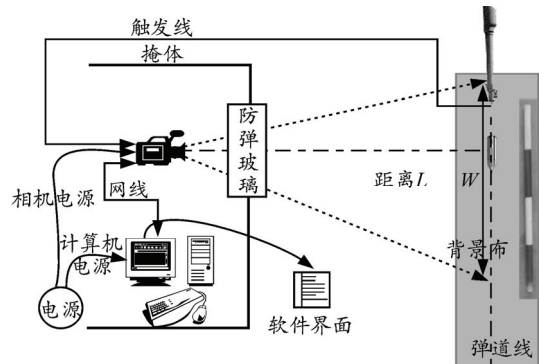 触发线
掩体
防弹玻璃
距离L
W
网线
相机电源
背景布
计算机
电源
电源
软件界面
弹道线